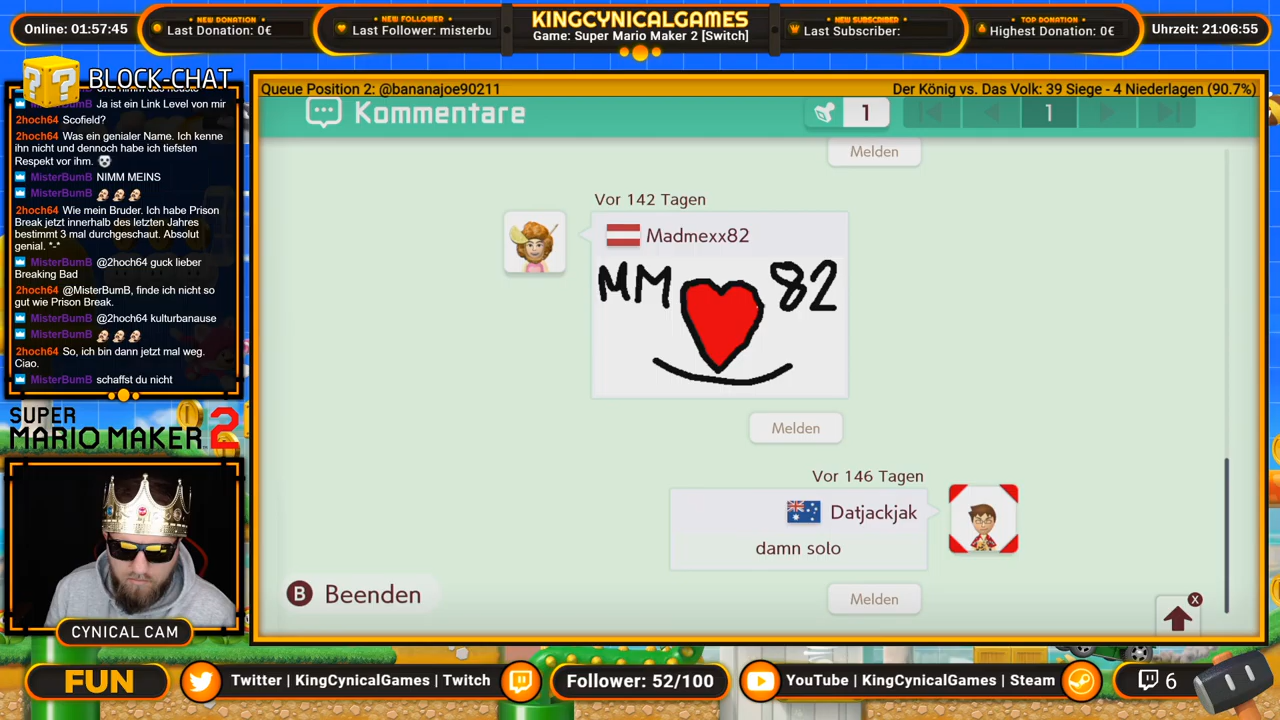 Online: 01:57:45
NEW DONATION
Last Donation: 0€
NEW FOLLOWER
Last Follower: misterbu
KINGCYNICALGAMES
Game: Super Mario Maker 2 [Switch]
NEW SUBSCRIBER
Last Subscriber:
TOP DONATION
Highest Donation: 0€
Uhrzeit: 21:06:55
BLOCK-CHAT
MisterBumB Ja ist ein Link Level von mir
2hoch64 Scofield?
2hoch64 Was ein genialer Name. Ich kenne
ihn nicht und dennoch habe ich tiefsten
Respekt vor ihm.
MisterBumB NIMM MEINS
MisterBumB
2hoch64 Wie mein Bruder. Ich habe Prison
Break jetzt innerhalb des letzten Jahres
bestimmt 3 mal durchgeschaut. Absolut
genial. *-*
MisterBumB @2hoch64 guck lieber
Breaking Bad
2hoch64 @MisterBumB, finde ich nicht so
gut wie Prison Break.
MisterBumB @2hoch64 kulturbanause
MisterBumB
2hoch64 So, ich bin dann jetzt mal weg.
Ciao.
MisterBumB schaffst du nicht
SUPER
MARIO MAKER 2
CYNICAL CAM
Queue Position 2: @bananajoe90211
Der König vs. Das Volk: 39 Siege - 4 Niederlagen (90.7%)
Kommentare
1
1
Melden
Vor 142 Tagen
Madmexx82
MM 82
Melden
Vor 146 Tagen
Datjackjak
damn solo
Melden
B Beenden
X
FUN
Twitter | KingCynicalGames | Twitch
Follower: 52/100
YouTube | KingCynicalGames | Steam
6